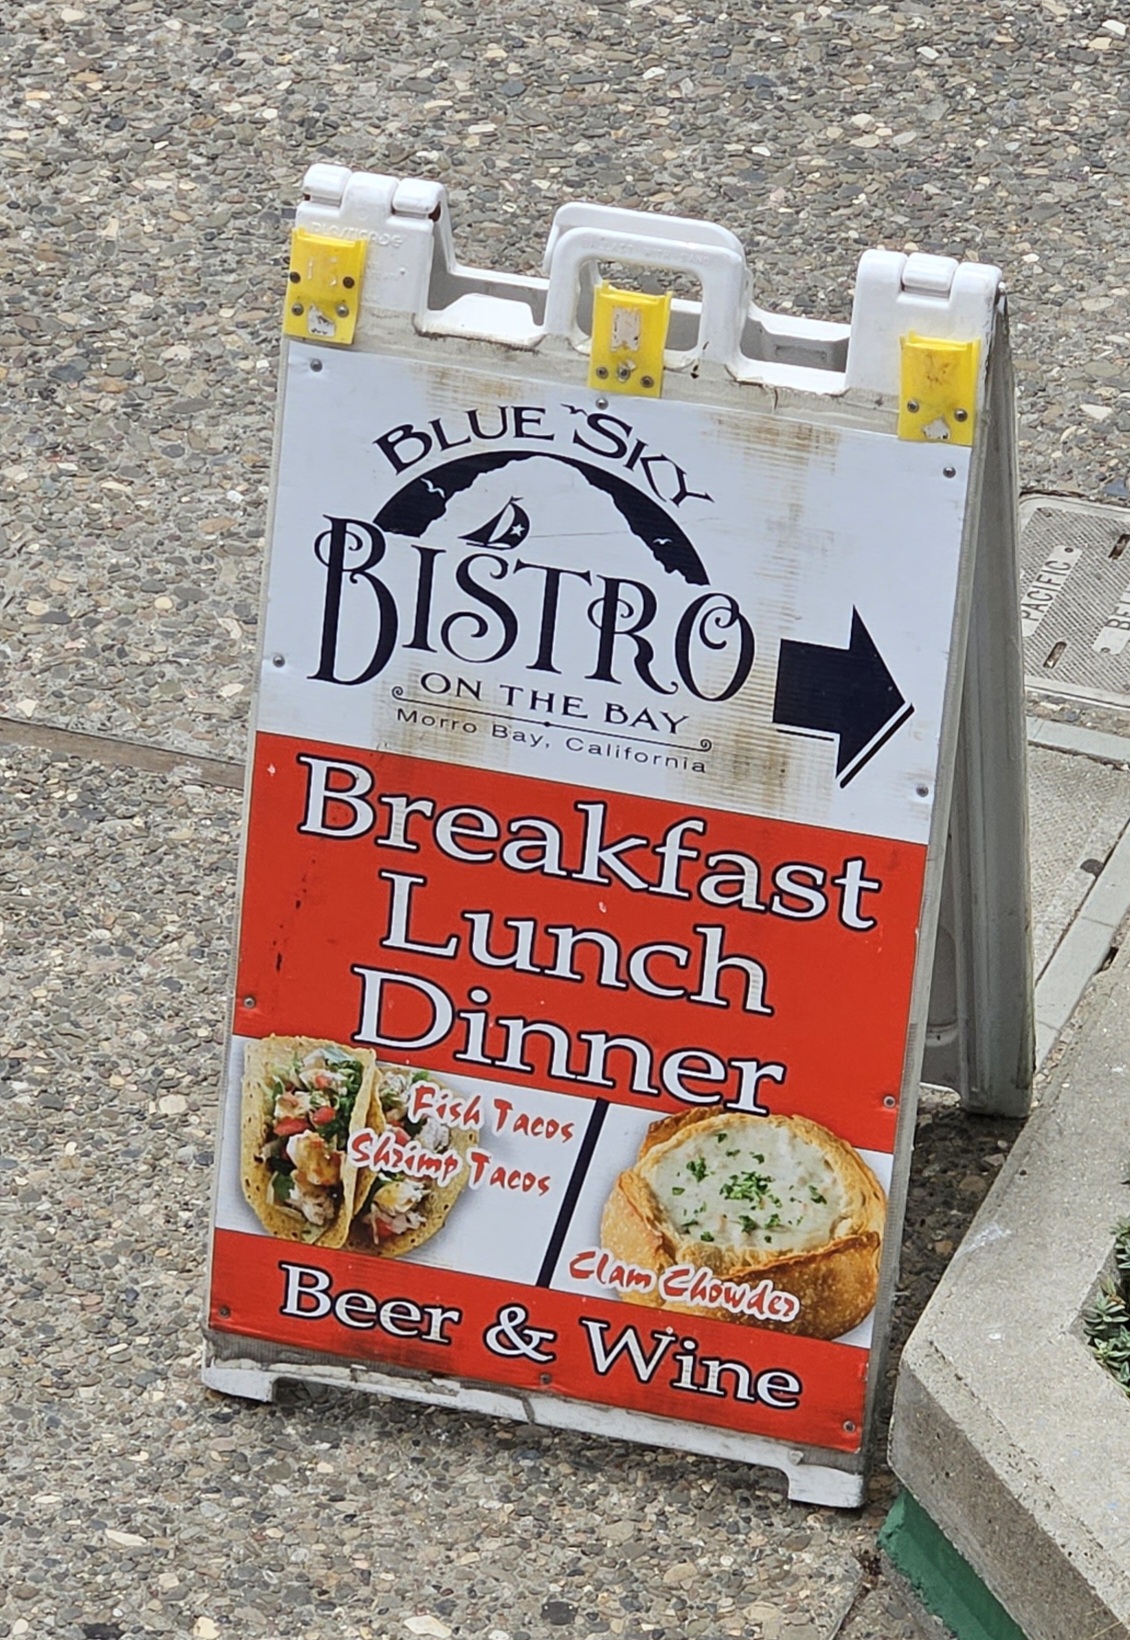 BLUE SKY
BISTRO
ON THE BAY
Morro Bay, California
Breakfast
Lunch
Dinner
Fish Tacos
Shrimp Tacos
Clam Chowder
Beer & Wine
PACIFIC